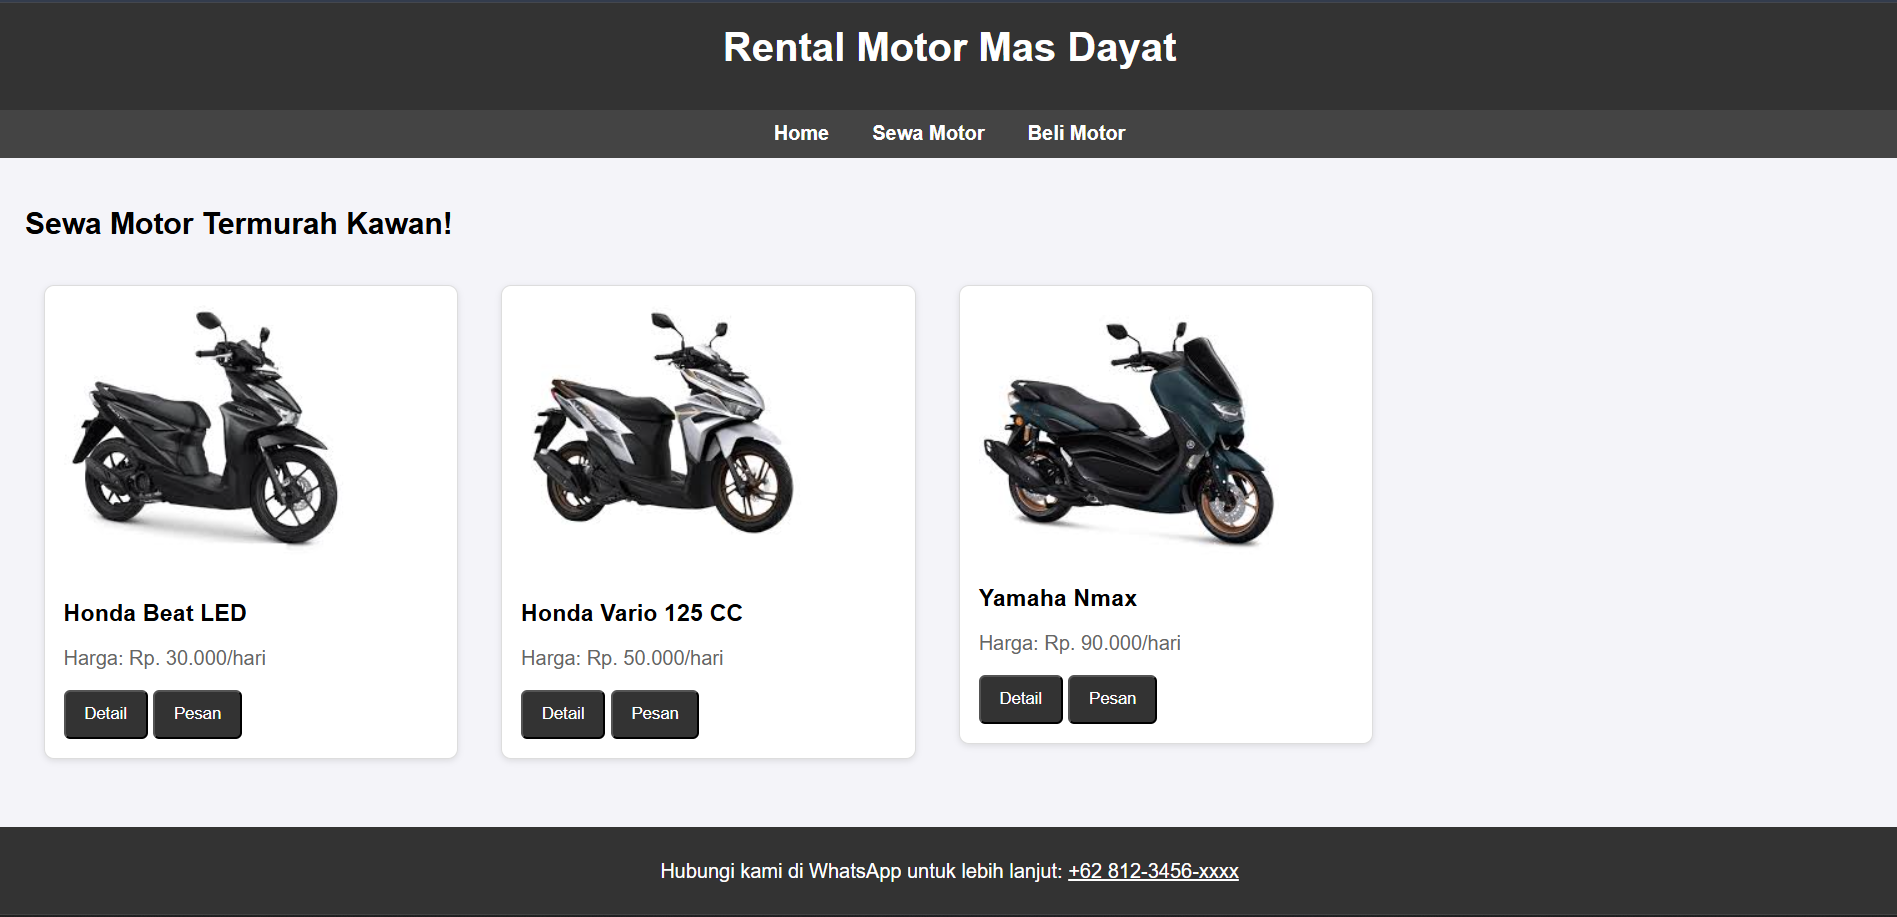 Rental Motor Mas Dayat
Home Sewa Motor Beli Motor
Sewa Motor Termurah Kawan!
Honda Beat LED
Harga: Rp. 30.000/hari
Detail Pesan
Honda Vario 125 CC
Harga: Rp. 50.000/hari
Detail Pesan
Yamaha Nmax
Harga: Rp. 90.000/hari
Detail Pesan
Hubungi kami di WhatsApp untuk lebih lanjut: +62 812-3456-xxxx